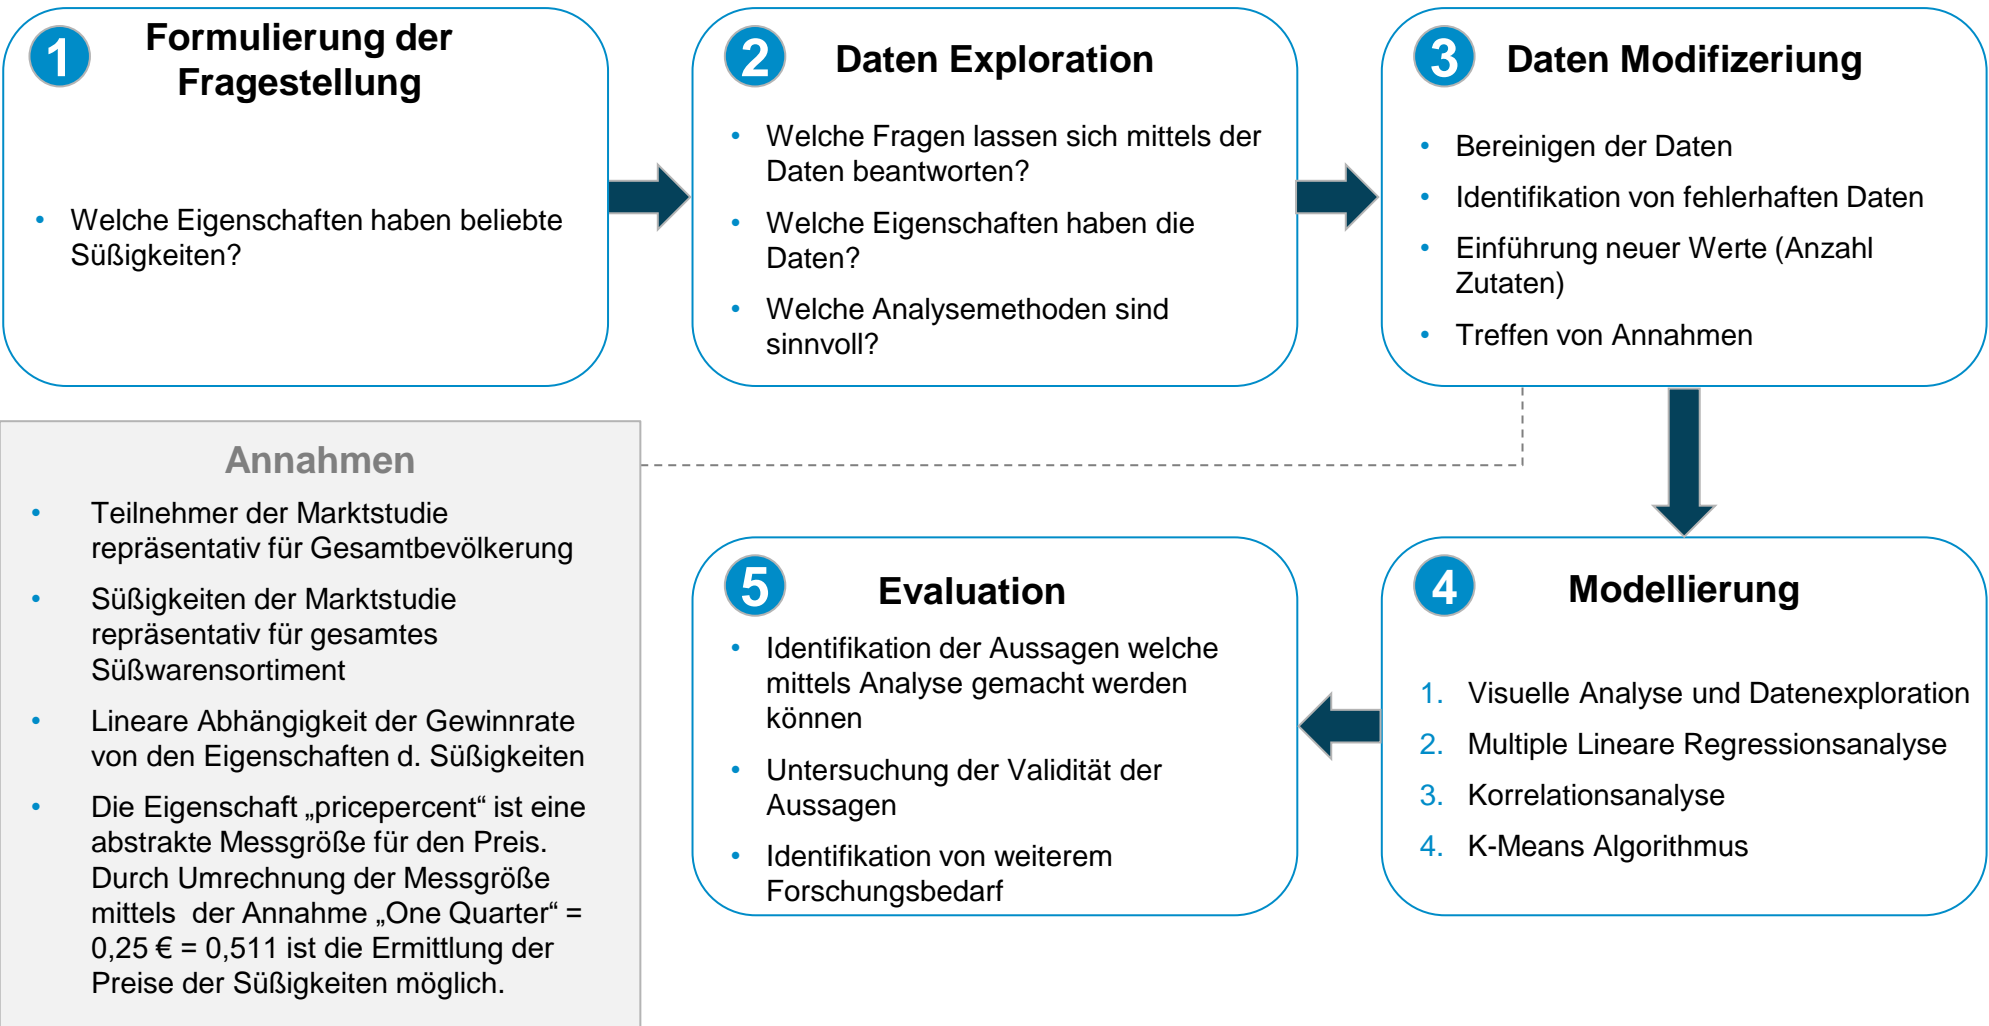 1
Formulierung der
Fragestellung
• Welche Eigenschaften haben beliebte
Süßigkeiten?
2
Daten Exploration
• Welche Fragen lassen sich mittels der
Daten beantworten?
• Welche Eigenschaften haben die
Daten?
• Welche Analysemethoden sind
sinnvoll?
3
Daten Modifizeriung
• Bereinigen der Daten
• Identifikation von fehlerhaften Daten
• Einführung neuer Werte (Anzahl
Zutaten)
• Treffen von Annahmen
Annahmen
• Teilnehmer der Marktstudie
repräsentativ für Gesamtbevölkerung
• Süßigkeiten der Marktstudie
repräsentativ für gesamtes
Süßwarensortiment
• Lineare Abhängigkeit der Gewinnrate
von den Eigenschaften d. Süßigkeiten
• Die Eigenschaft „pricepercent“ ist eine
abstrakte Messgröße für den Preis.
Durch Umrechnung der Messgröße
mittels der Annahme „One Quarter“ =
0,25 € = 0,511 ist die Ermittlung der
Preise der Süßigkeiten möglich.
4
Modellierung
1. Visuelle Analyse und Datenexploration
2. Multiple Lineare Regressionsanalyse
3. Korrelationsanalyse
4. K-Means Algorithmus
5
Evaluation
• Identifikation der Aussagen welche
mittels Analyse gemacht werden
können
• Untersuchung der Validität der
Aussagen
• Identifikation von weiterem
Forschungsbedarf